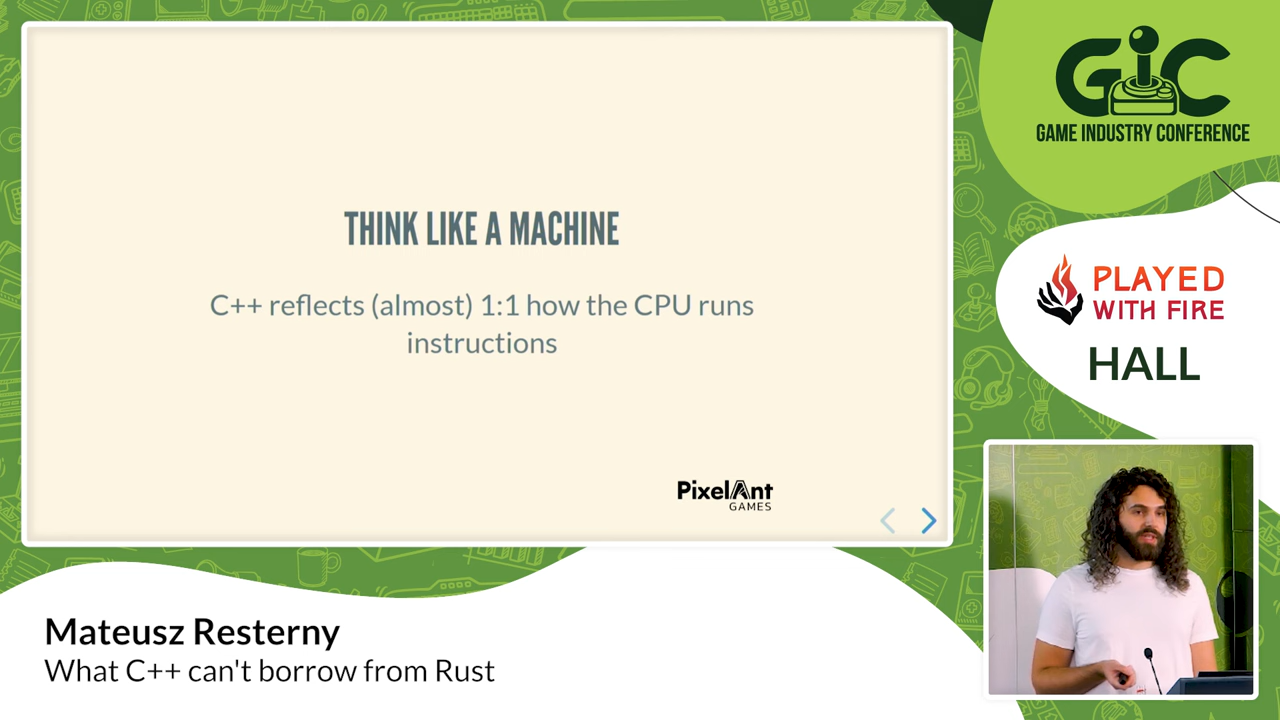 THINK LIKE A MACHINE
C++ reflects (almost) 1:1 how the CPU runs
instructions
PixelAnt
GAMES
GIC
GAME INDUSTRY CONFERENCE
PLAYED
WITH FIRE
HALL
Mateusz Resterny
What C++ can't borrow from Rust